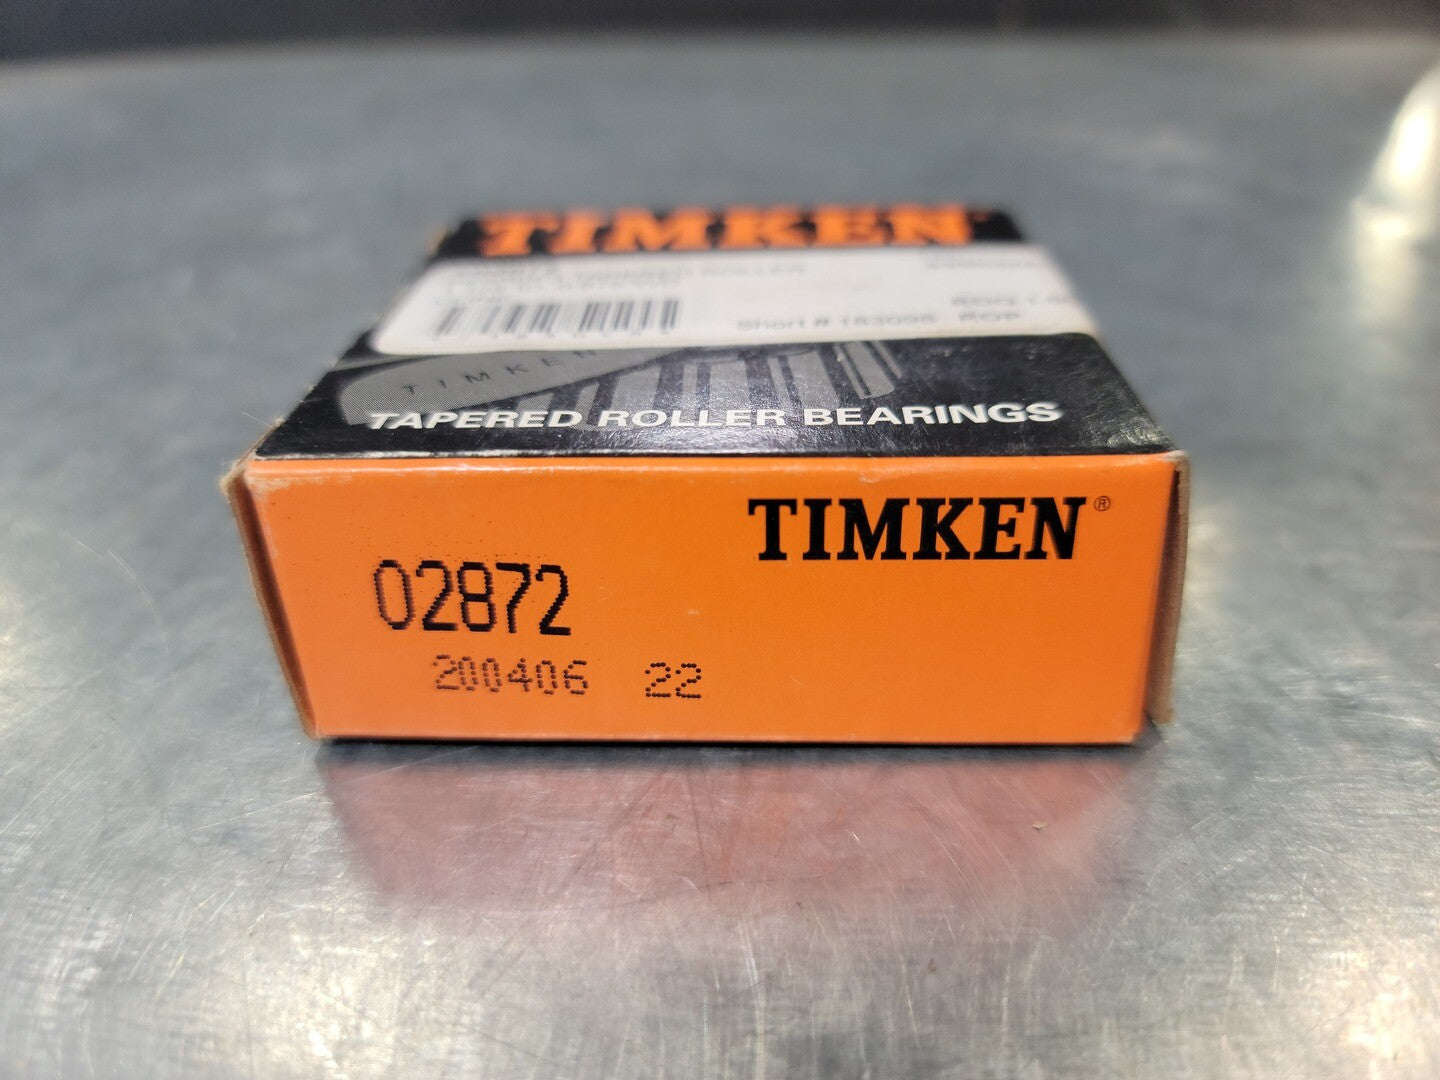 TIMKEN
Short # 183095
TIMKEN
TAPERED ROLLER BEARINGS
TIMKEN®
02872
200406 22